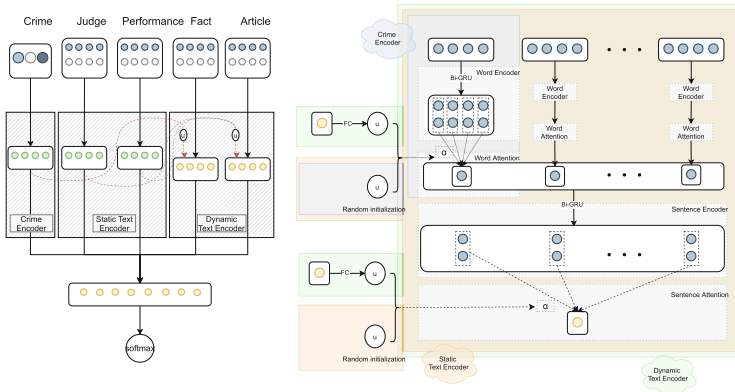 Crime Judge Performance Fact Article
u u
Crime
Encoder
Static Text
Encoder
Dynamic
Text Encoder
softmax
Crime
Encoder
Word Encoder
Bi-GRU
Word
Encoder
Word
Encoder
FC
u
Word
Attention
Word
Attention
α
Word Attention
u
Random initialization
Bi-GRU
Sentence Encoder
FC
u
Sentence Attention
α
u
Random initialization
Static
Text Encoder
Dynamic
Text Encoder